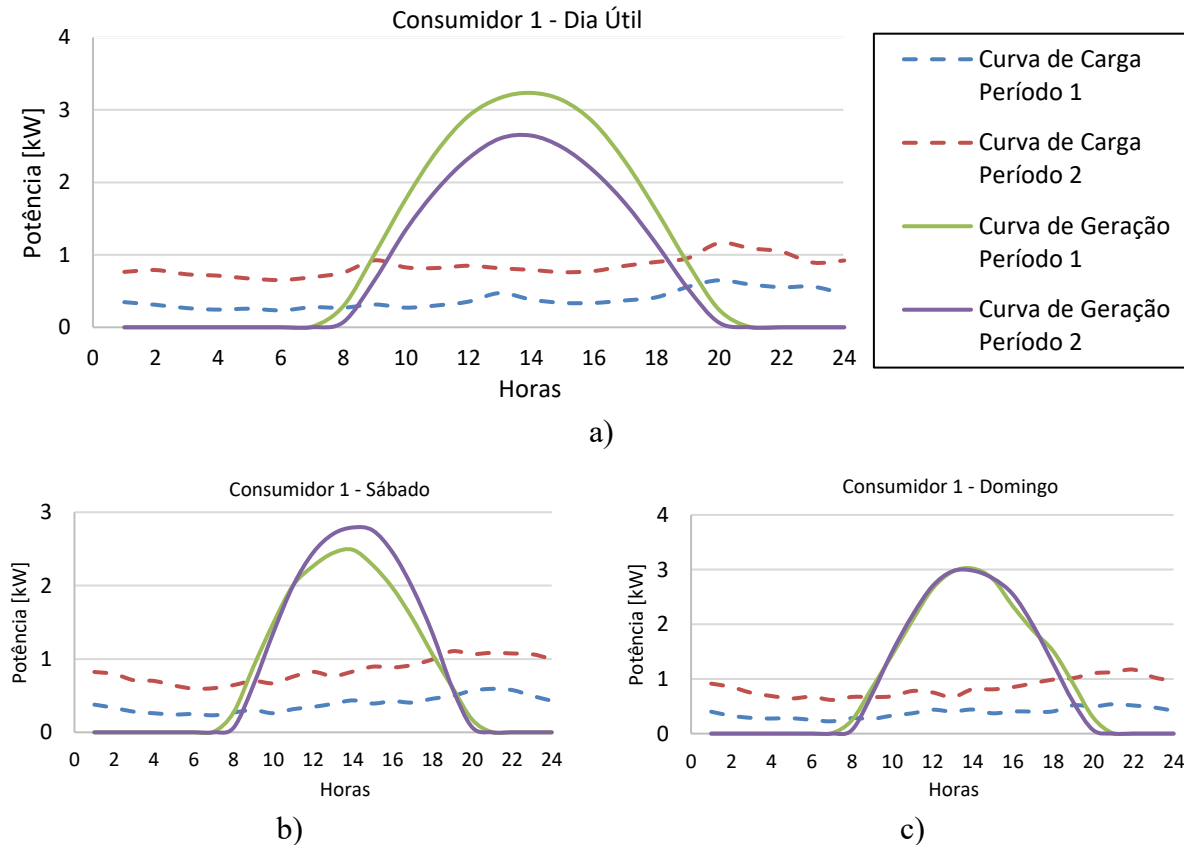 Consumidor 1 - Dia Útil
Potência [kW]
4
3
2
1
0
0 2 4 6 8 10 12 14 16 18 20 22 24
Horas
Curva de Carga
Período 1
Curva de Carga
Período 2
Curva de Geração
Período 1
Curva de Geração
Período 2
a)
Consumidor 1 - Sábado
Potência [kW]
3
2
1
0
0 2 4 6 8 10 12 14 16 18 20 22 24
Horas
b)
Consumidor 1 - Domingo
Potência [kW]
4
3
2
1
0
0 2 4 6 8 10 12 14 16 18 20 22 24
Horas
c)